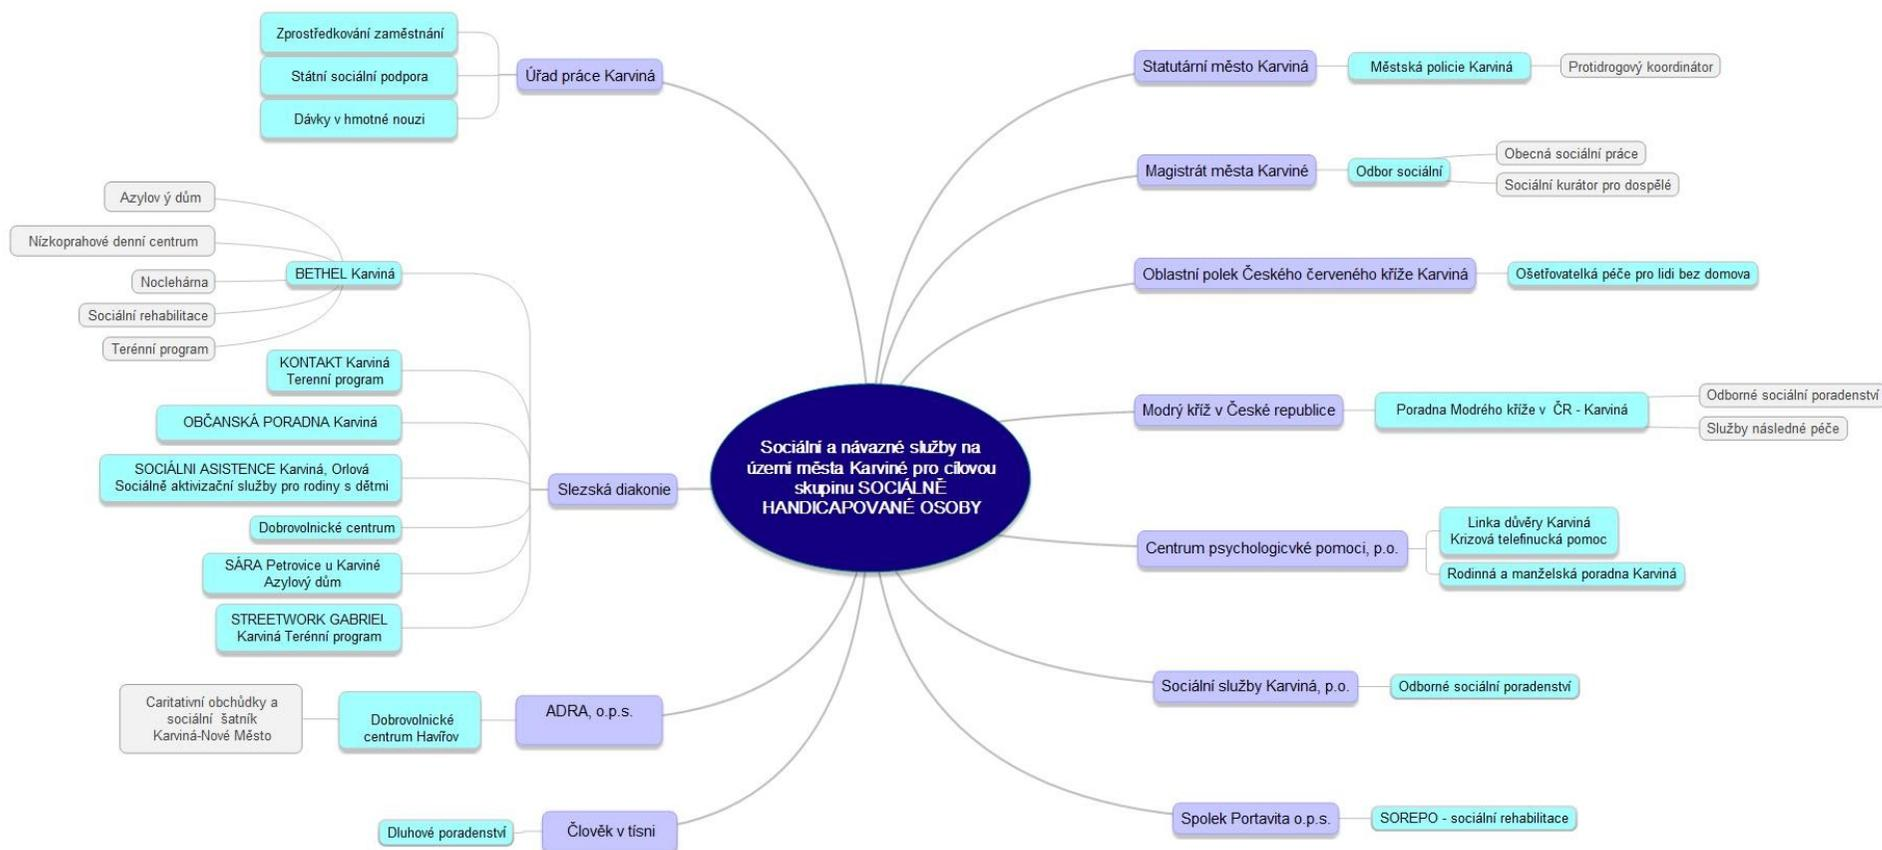 Zprostředkování zaměstnání
Státní sociální podpora
Dávky v hmotné nouzi
Úřad práce Karviná
Azylov ý dům
Nízkoprahové denní centrum
Noclehárna
Sociální rehabilitace
Terénní program
BETHEL Karviná
KONTAKT Karviná
Terenní program
OBČANSKÁ PORADNA Karviná
SOCIÁLNI ASISTENCE Karviná, Orlová
Sociálně aktivizační služby pro rodiny s dětmi
Dobrovolnické centrum
SÁRA Petrovice u Karviné
Azylový dům
STREETWORK GABRIEL
Karviná Terénní program
Slezská diakonie
Caritativní obchůdky a
sociální šatník
Karviná-Nové Město
Dobrovolnické
centrum Havířov
ADRA, o.p.s.
Dluhové poradenství
Člověk v tísni
Sociální a návazné služby na
území města Karviné pro cílovou
skupinu SOCIÁLNĚ
HANDICAPOVANÉ OSOBY
Statutární město Karviná
Městská policie Karviná
Protidrogový koordinátor
Magistrát města Karviné
Odbor sociální
Obecná sociální práce
Sociální kurátor pro dospělé
Oblastní polek Českého červeného kříže Karviná
Ošetřovatelká péče pro lidi bez domova
Modrý kříž v České republice
Poradna Modrého kříže v ČR - Karviná
Odborné sociální poradenství
Služby následné péče
Centrum psychologicvké pomoci, p.o.
Linka důvěry Karviná
Krizová telefinucká pomoc
Rodinná a manželská poradna Karviná
Sociální služby Karviná, p.o.
Odborné sociální poradenství
Spolek Portavita o.p.s.
SOREPO - sociální rehabilitace